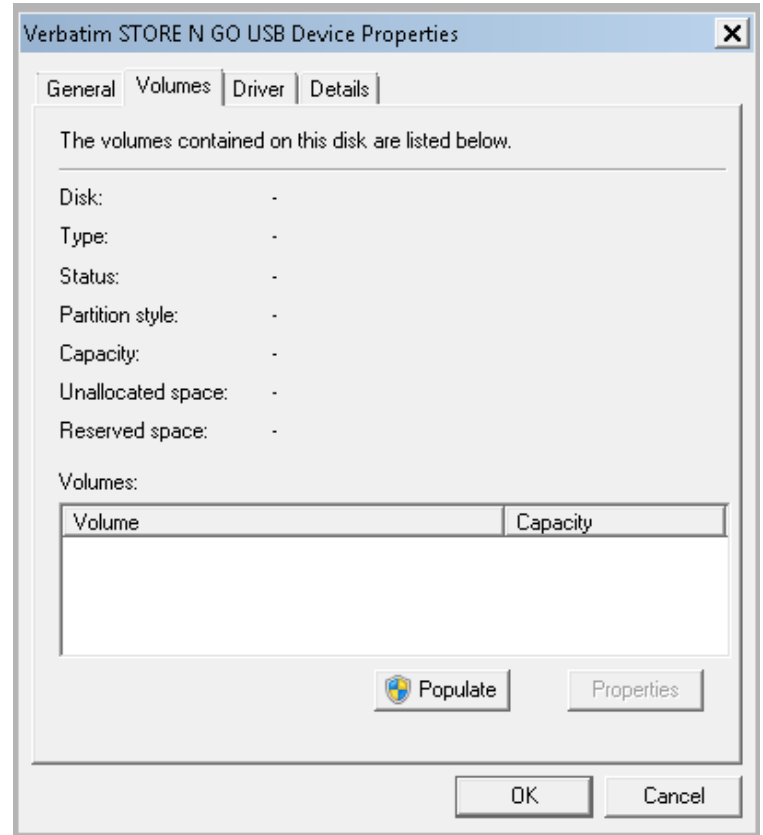 Verbatim STORE N GO USB Device Properties
General Volumes Driver Details
The volumes contained on this disk are listed below.
Disk: -
Type: -
Status: -
Partition style: -
Capacity: -
Unallocated space: -
Reserved space: -
Volumes:
Volume Capacity
Populate Properties
OK Cancel